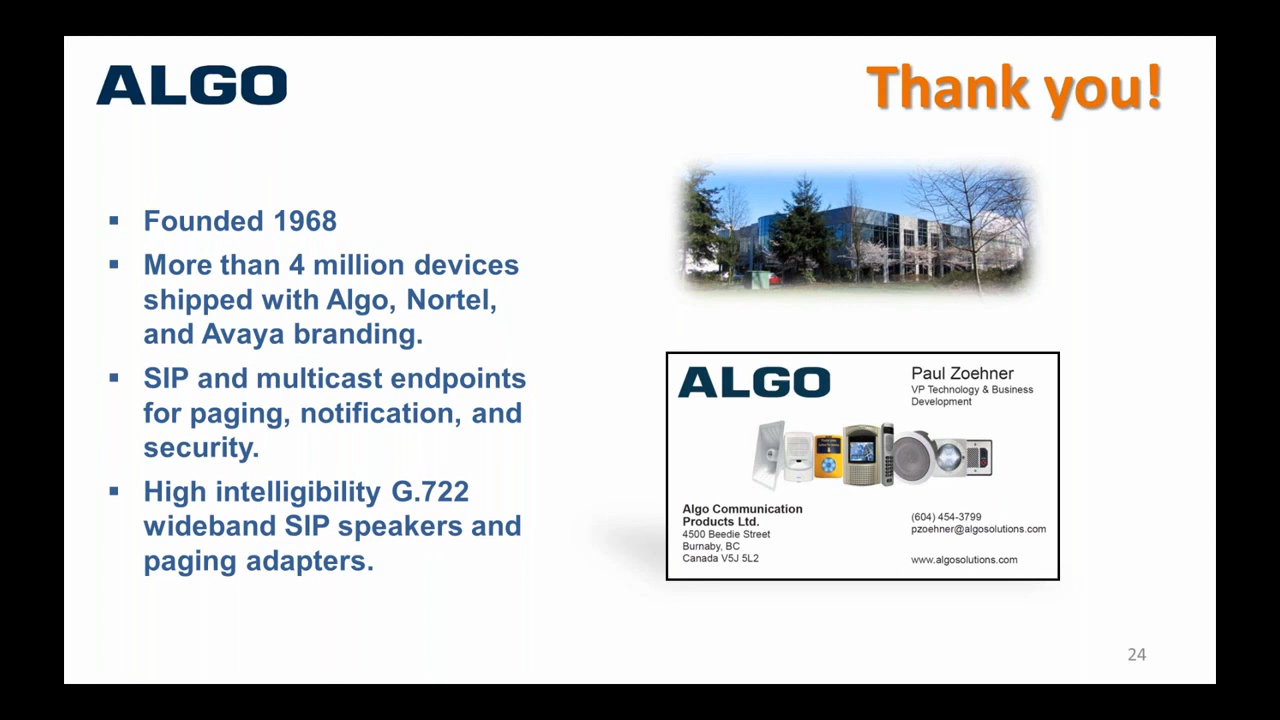 ALGO
Thank you!
▪ Founded 1968
▪ More than 4 million devices
shipped with Algo, Nortel,
and Avaya branding.
▪ SIP and multicast endpoints
for paging, notification, and
security.
▪ High intelligibility G.722
wideband SIP speakers and
paging adapters.
ALGO
Paul Zoehner
VP Technology & Business
Development
Algo Communication
Products Ltd.
4500 Beedie Street
Burnaby, BC
Canada V5J 5L2
(604) 454-3799
pzoehner@algosolutions.com
www.algosolutions.com
24